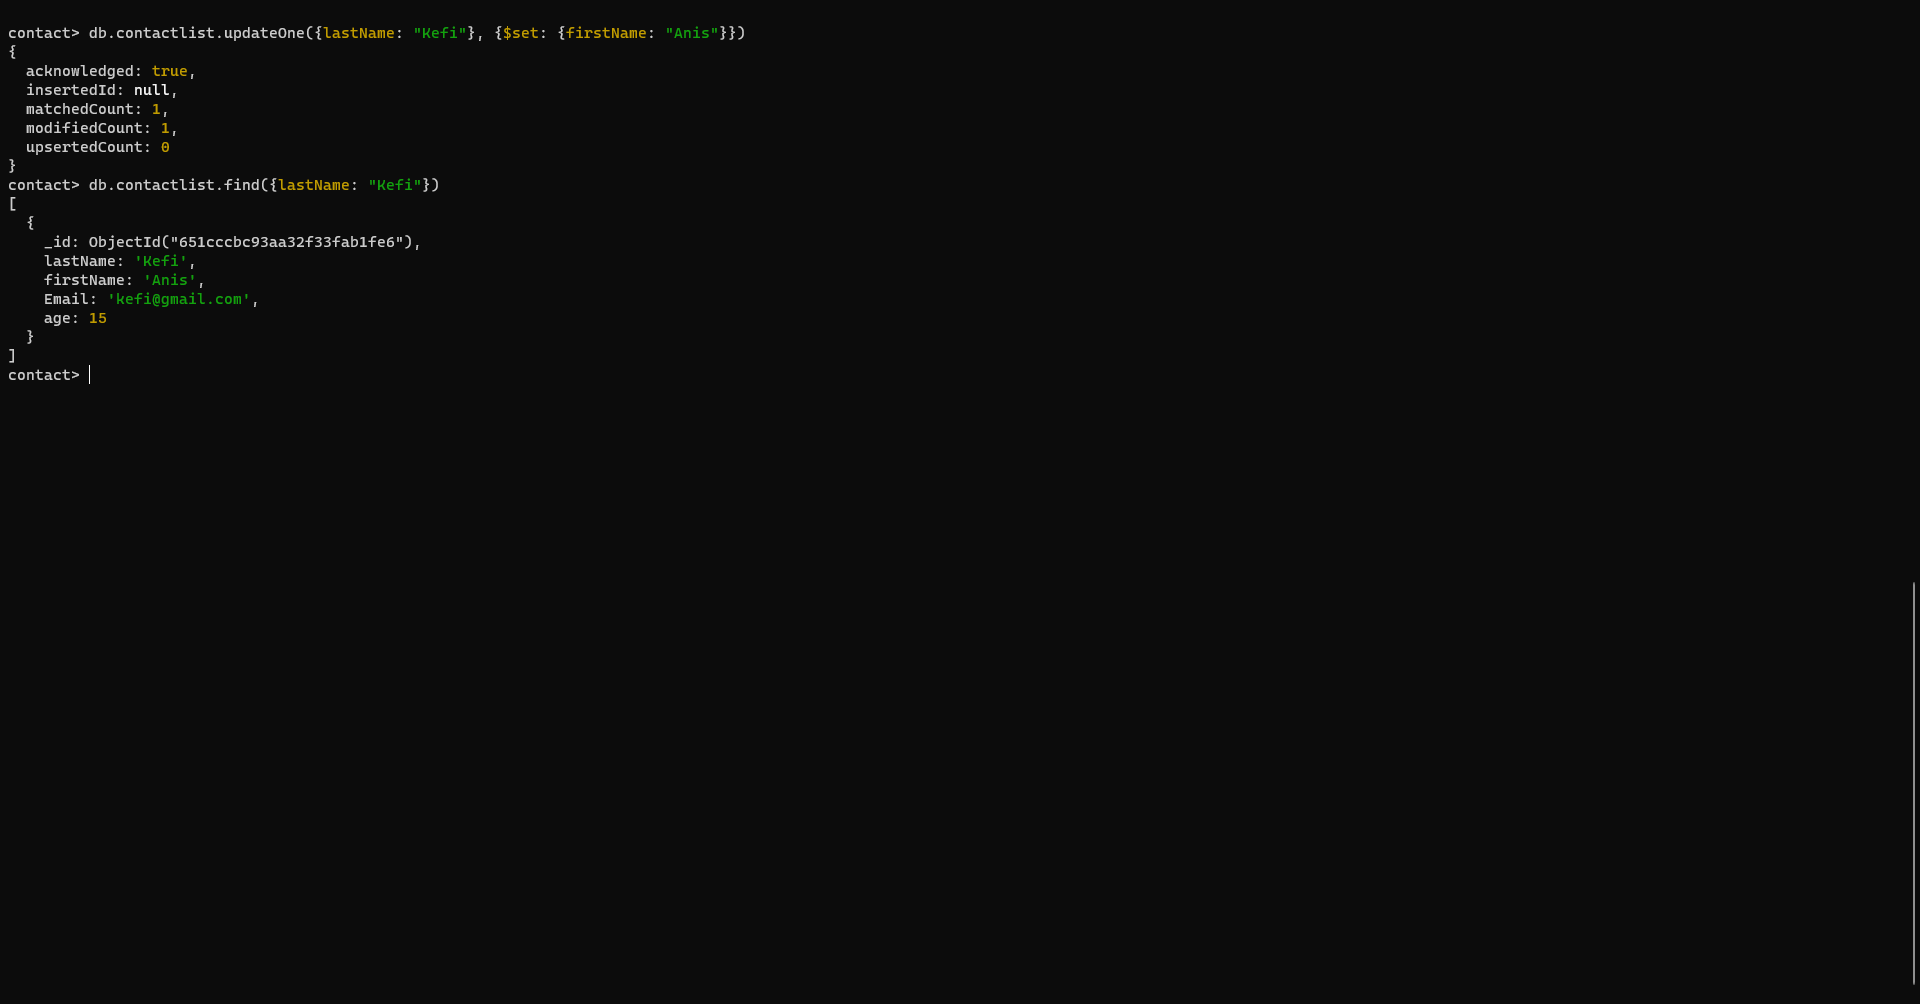 contact> db.contactlist.updateOne({lastName: "Kefi"}, {$set: {firstName: "Anis"}})
{
  acknowledged: true,
  insertedId: null,
  matchedCount: 1,
  modifiedCount: 1,
  upsertedCount: 0
}
contact> db.contactlist.find({lastName: "Kefi"})
[
  {
    _id: ObjectId("651cccbc93aa32f33fab1fe6"),
    lastName: 'Kefi',
    firstName: 'Anis',
    Email: 'kefi@gmail.com',
    age: 15
  }
]
contact>